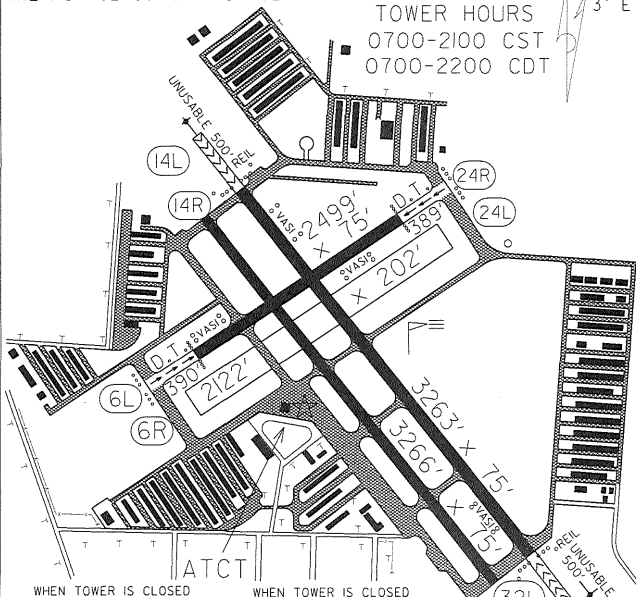 TOWER HOURS
0700-2100 CST
0700-2200 CDT
3° E
UNUSABLE 500' REIL
14L
14R
24R
24L
D.T.
389'
VASI
2499'
X 75'
VASI
X 202'
VASI
D.T.
390'
2122'
6L
6R
3263' X 75'
3266'
X
75'
VASI
REIL
UNUSABLE
500'
32L
ATCT
WHEN TOWER IS CLOSED
WHEN TOWER IS CLOSED